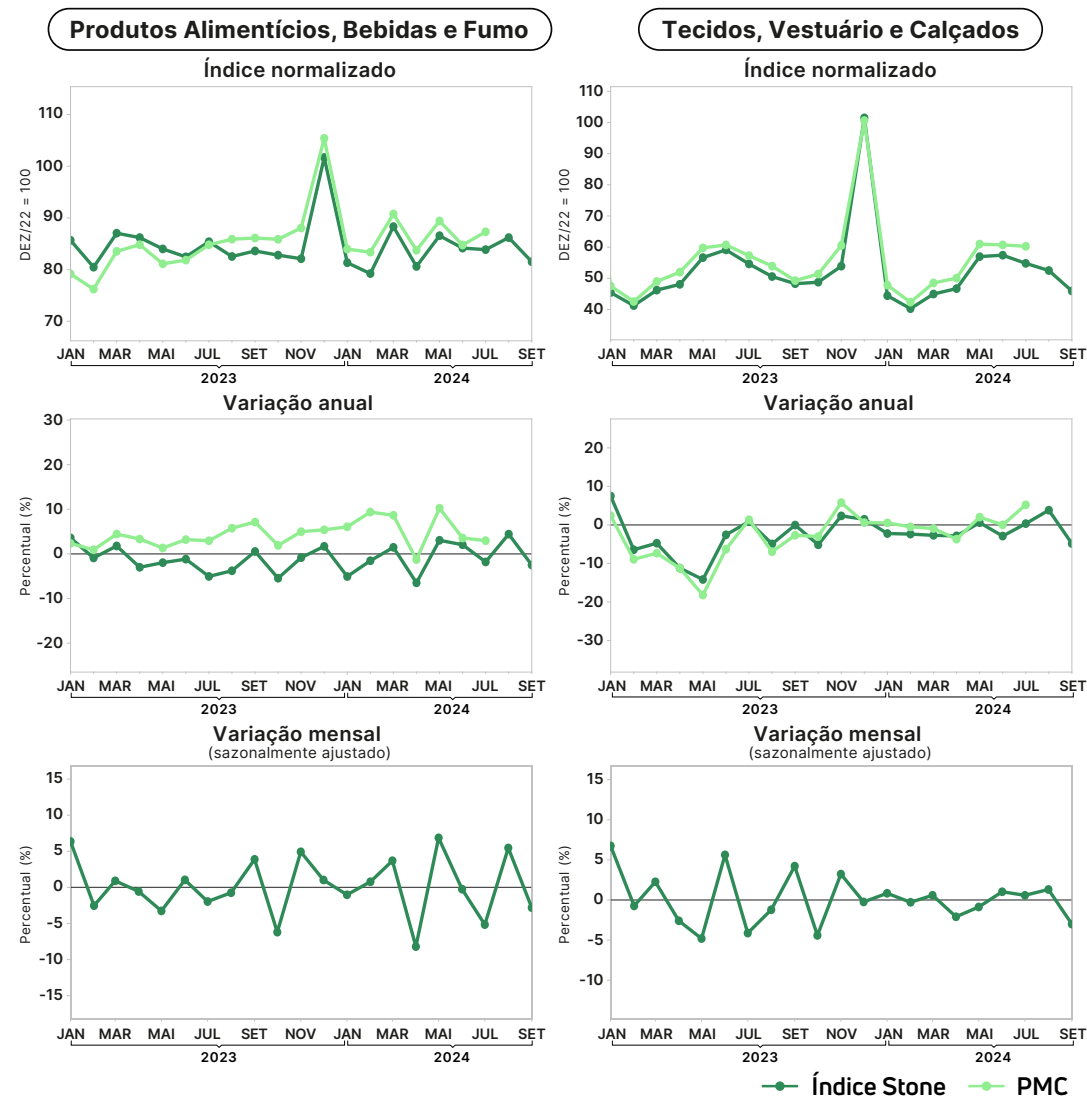 Produtos Alimentícios, Bebidas e Fumo
Índice normalizado
DEZ/22 = 100
110
100
90
80
70
JAN MAR MAI JUL SET NOV JAN MAR MAI JUL SET
2023 2024
Variação anual
Percentual (%)
30
20
10
0
-10
-20
JAN MAR MAI JUL SET NOV JAN MAR MAI JUL SET
2023 2024
Variação mensal
(sazonalmente ajustado)
Percentual (%)
15
10
5
0
-5
-10
-15
JAN MAR MAI JUL SET NOV JAN MAR MAI JUL SET
2023 2024
Tecidos, Vestuário e Calçados
Índice normalizado
DEZ/22 = 100
110
100
90
80
70
60
50
40
JAN MAR MAI JUL SET NOV JAN MAR MAI JUL SET
2023 2024
Variação anual
Percentual (%)
20
10
0
-10
-20
-30
JAN MAR MAI JUL SET NOV JAN MAR MAI JUL SET
2023 2024
Variação mensal
(sazonalmente ajustado)
Percentual (%)
15
10
5
0
-5
-10
JAN MAR MAI JUL SET NOV JAN MAR MAI JUL SET
2023 2024
Índice Stone PMC